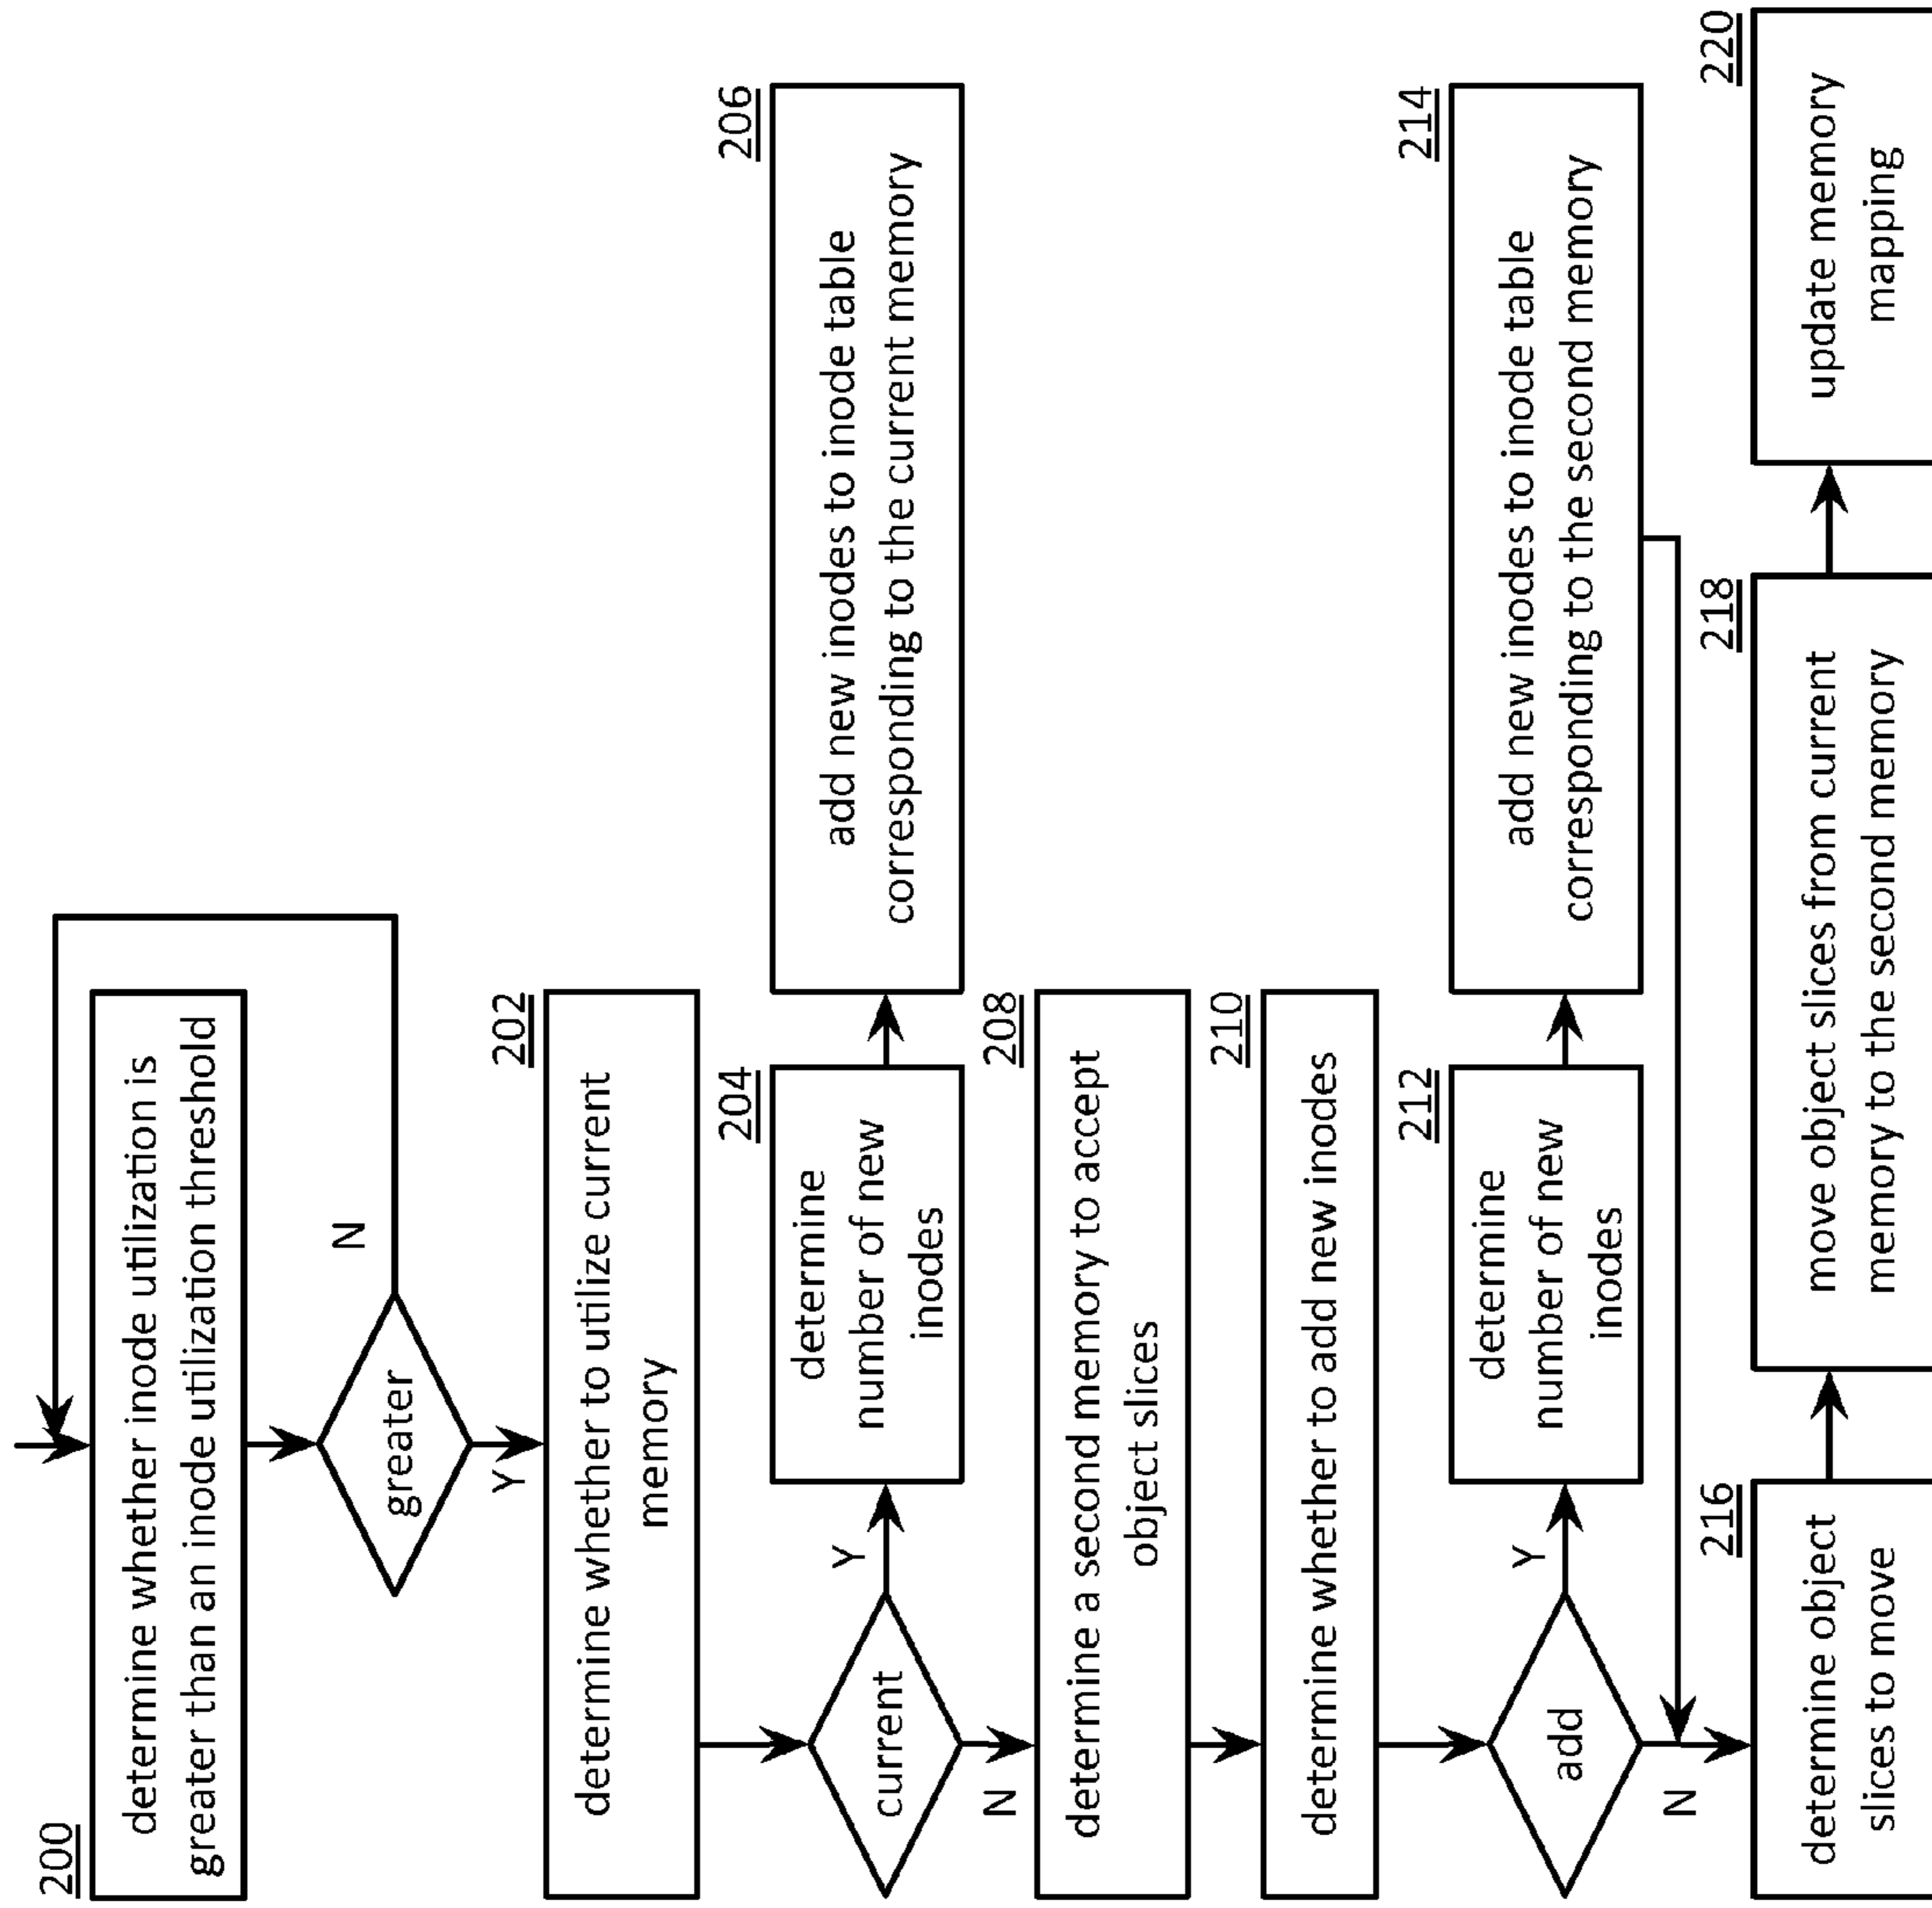 200
determine whether inode utilization is
greater than an inode utilization threshold
greater
N
Y
202
determine whether to utilize current
memory
current
Y
N
204
determine
number of new
inodes
206
add new inodes to inode table
corresponding to the current memory
208
determine a second memory to accept
object slices
210
determine whether to add new inodes
add
Y
N
212
determine
number of new
inodes
214
add new inodes to inode table
corresponding to the second memory
216
determine object
slices to move
218
move object slices from current
memory to the second memory
220
update memory
mapping